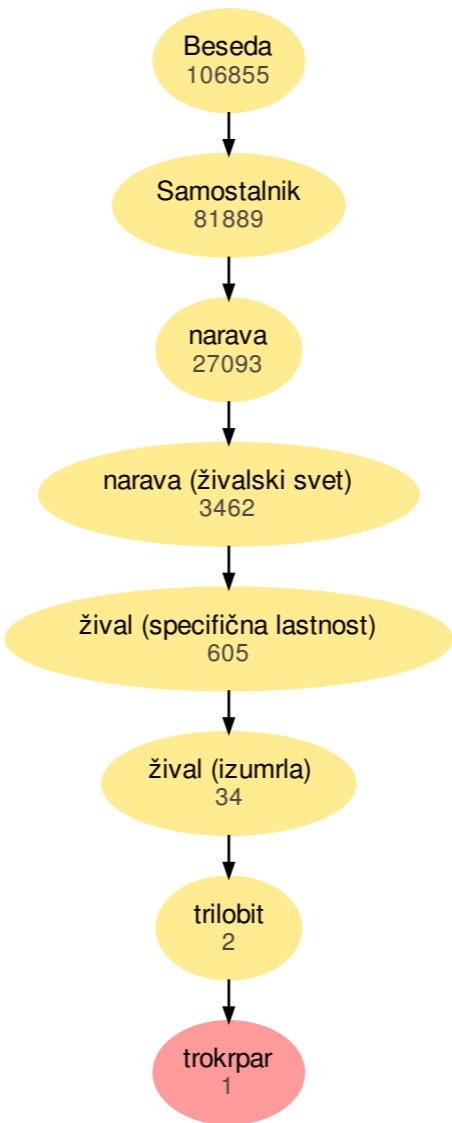 Beseda
106855
Samostalnik
81889
narava
27093
narava (živalski svet)
3462
žival (specifična lastnost)
605
žival (izumrla)
34
trilobit
2
trokrpar
1